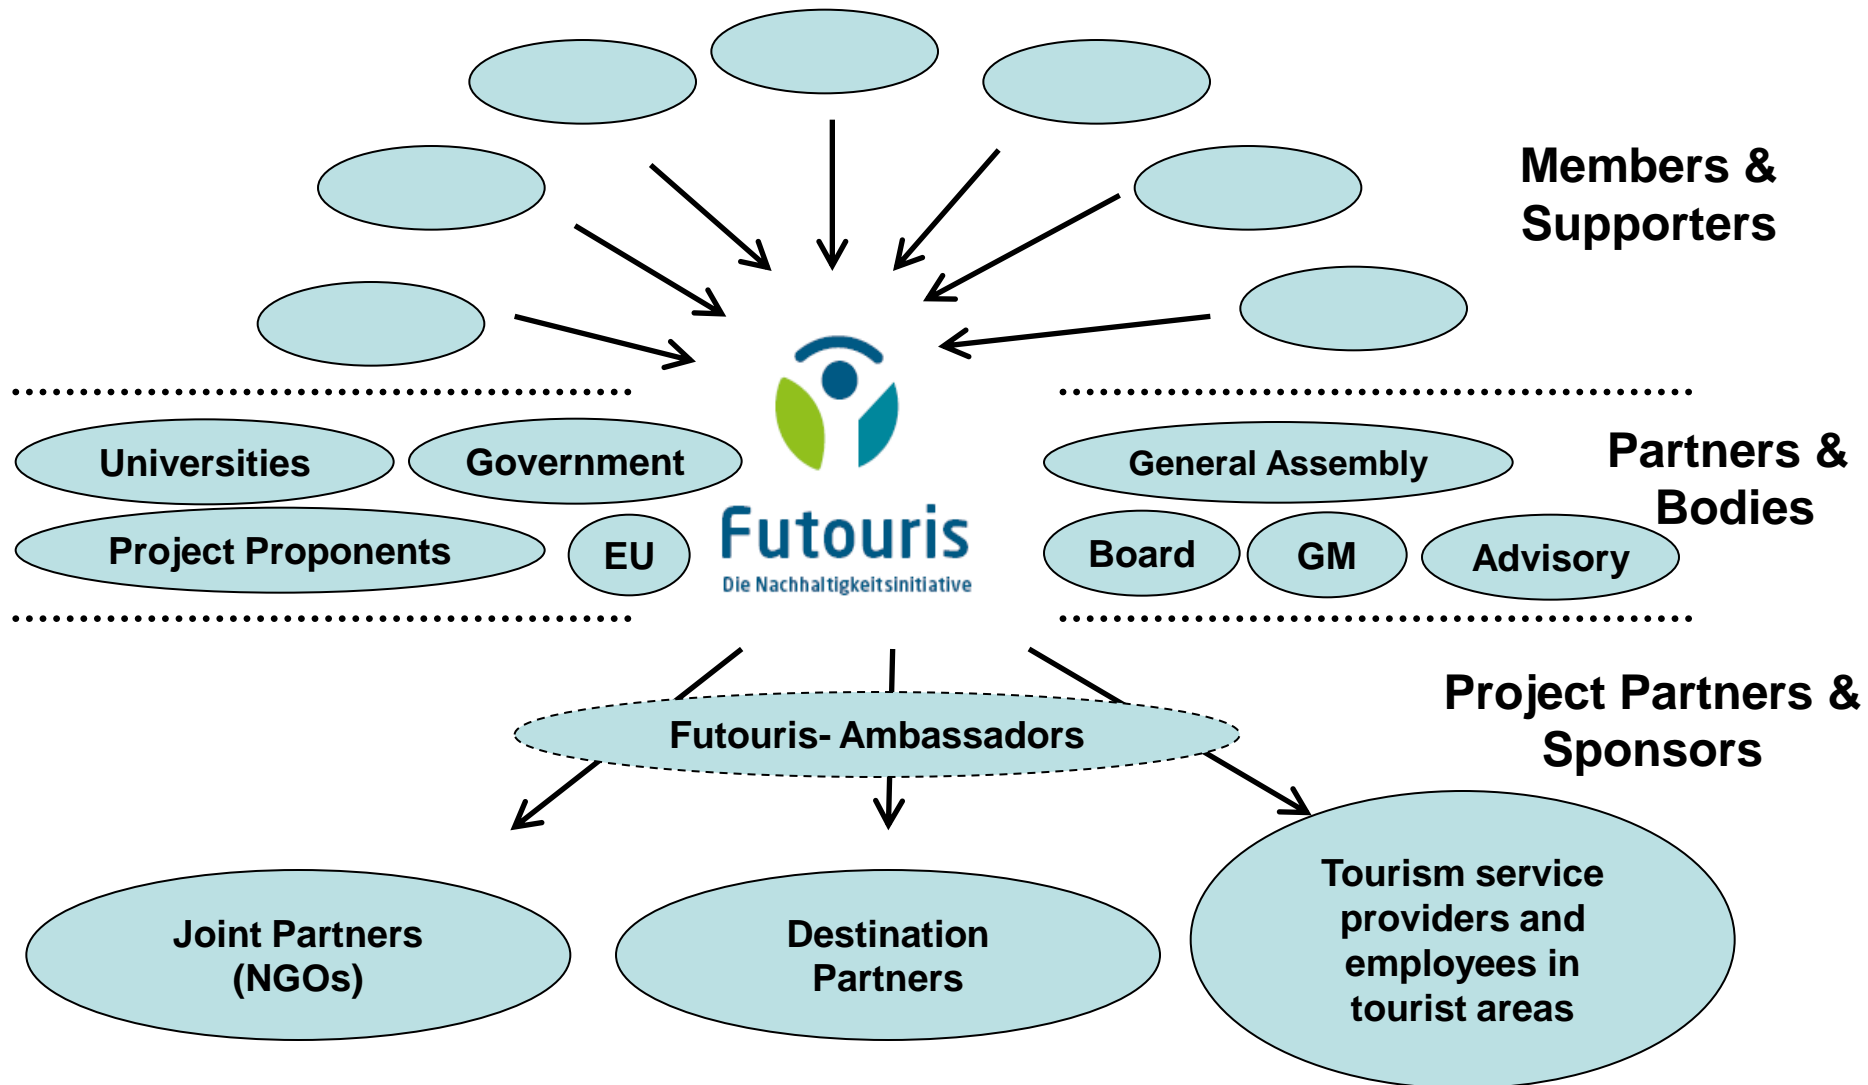 Members &
Supporters
Universities
Government
Project Proponents
EU
Futouris
Die Nachhaltigkeitsinitiative
General Assembly
Board
GM
Advisory
Partners &
Bodies
Futouris- Ambassadors
Project Partners &
Sponsors
Joint Partners
(NGOs)
Destination
Partners
Tourism service
providers and
employees in
tourist areas